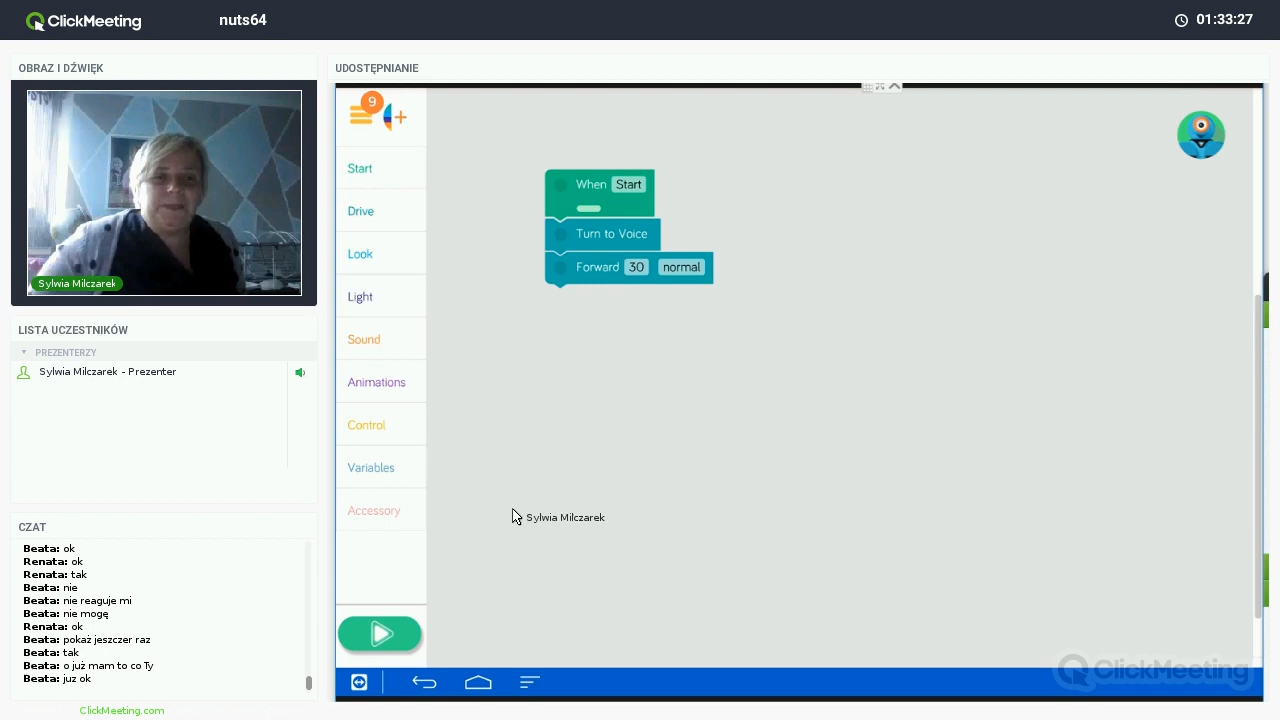 ClickMeeting
nuts64
01:33:27
OBRAZ I DŹWIĘK
Sylwia Milczarek
LISTA UCZESTNIKÓW
PREZENTERZY
Sylwia Milczarek - Prezenter
CZAT
Beata: ok
Renata: ok
Renata: tak
Beata: nie
Beata: nie reaguje mi
Beata: nie mogę
Renata: ok
Beata: pokaż jeszczer raz
Beata: tak
Beata: o już mam to co Ty
Beata: juz ok
ClickMeeting.com
UDOSTĘPNIANIE
9
Start
Drive
Look
Light
Sound
Animations
Control
Variables
Accessory
When Start
Turn to Voice
Forward 30 normal
Sylwia Milczarek
ClickMeeting